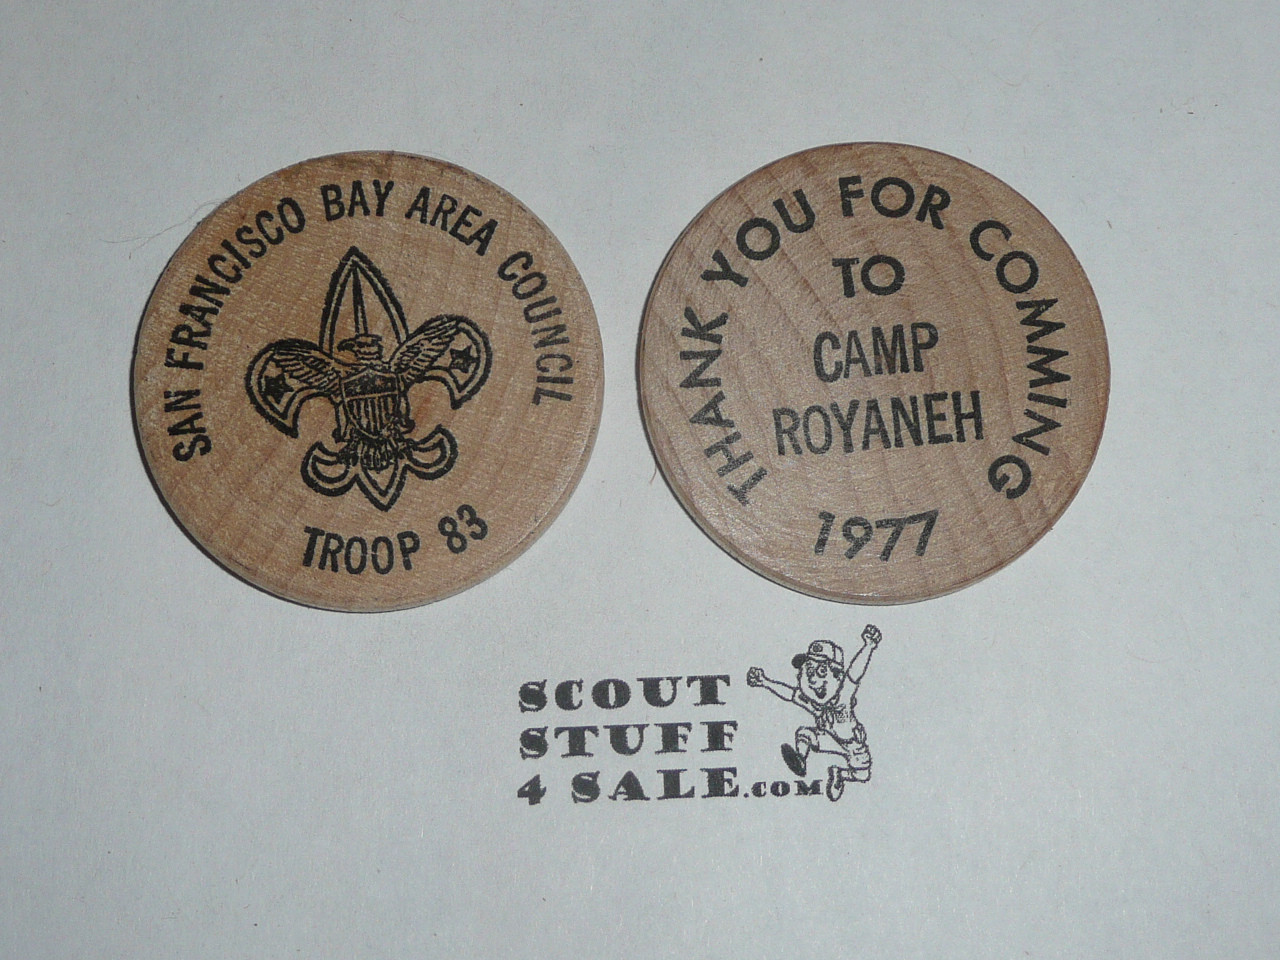 SAN FRANCISCO BAY AREA COUNCIL
TROOP 83
THANK YOU FOR COMMING
TO
CAMP
ROYANEH
1977
SCOUT
STUFF
4 SALE.COM